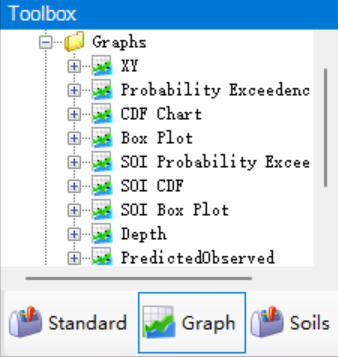 Toolbox
Graphs
XY
Probability Exceedenc
CDF Chart
Box Plot
SOI Probability Excee
SOI CDF
SOI Box Plot
Depth
PredictedObserved
Standard Graph Soils